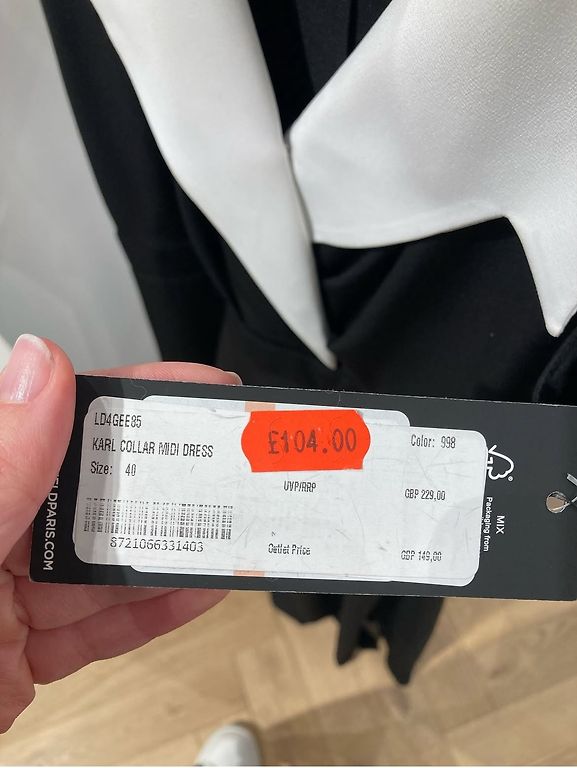 LD4GEE85
KARL COLLAR MIDI DRESS
Size: 40
£104.00
Color: 998
UVP/RRP
GBP 229,00
8721066331403
Outlet Price
GBP 149,00
LDPARIS.COM
MIX
Packaging from